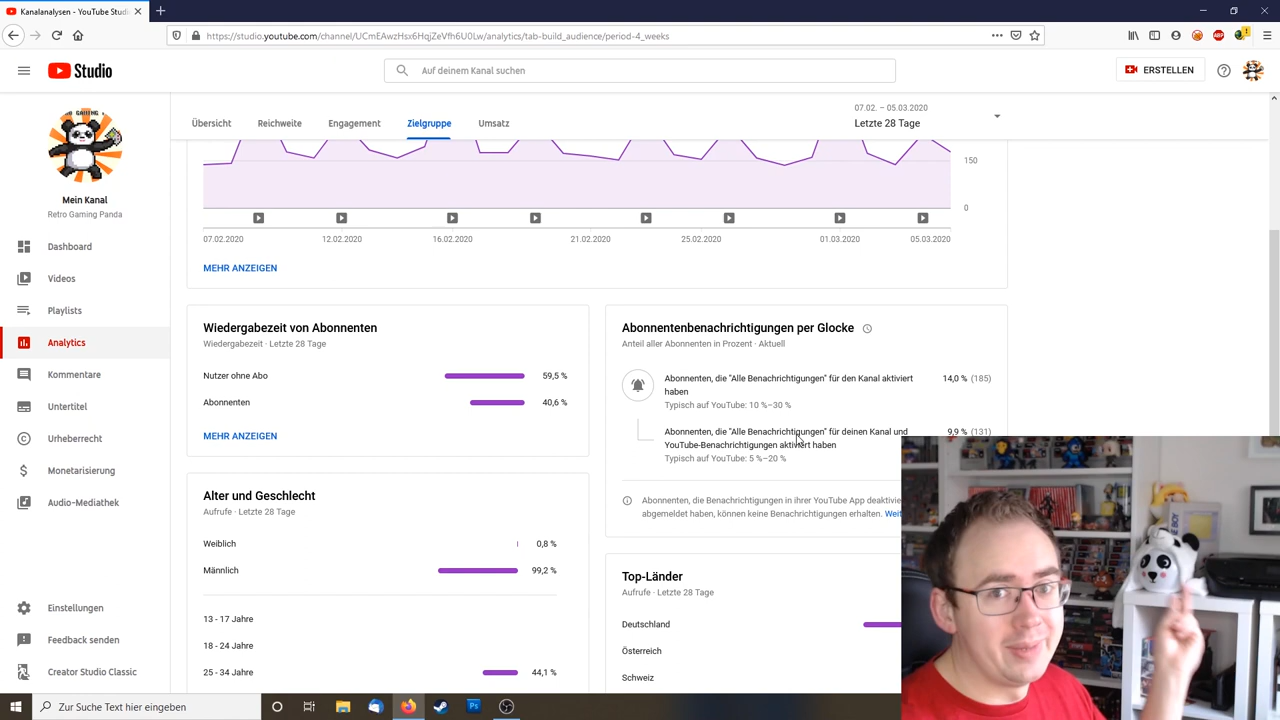 Kanalanalysen - YouTube Studi
https://studio.youtube.com/channel/UCmEAwzHsx6HqjZeVfh6U0Lw/analytics/tab-build_audience/period-4_weeks
Studio
Auf deinem Kanal suchen
ERSTELLEN
Mein Kanal
Retro Gaming Panda
Dashboard
Videos
Playlists
Analytics
Kommentare
Untertitel
Urheberrecht
Monetarisierung
Audio-Mediathek
Einstellungen
Feedback senden
Creator Studio Classic
Übersicht Reichweite Engagement Zielgruppe Umsatz
07.02. – 05.03.2020
Letzte 28 Tage
150
0
07.02.2020 12.02.2020 16.02.2020 21.02.2020 25.02.2020 01.03.2020 05.03.2020
MEHR ANZEIGEN
Wiedergabezeit von Abonnenten
Wiedergabezeit · Letzte 28 Tage
Nutzer ohne Abo 59,5 %
Abonnenten 40,6 %
MEHR ANZEIGEN
Alter und Geschlecht
Aufrufe · Letzte 28 Tage
Weiblich 0,8 %
Männlich 99,2 %
13 - 17 Jahre
18 - 24 Jahre
25 - 34 Jahre 44,1 %
Abonnentenbenachrichtigungen per Glocke
Anteil aller Abonnenten in Prozent · Aktuell
Abonnenten, die "Alle Benachrichtigungen" für den Kanal aktiviert 14,0 % (185)
haben
Typisch auf YouTube: 10 %–30 %
Abonnenten, die "Alle Benachrichtigungen" für deinen Kanal und 9,9 % (131)
YouTube-Benachrichtigungen aktiviert haben
Typisch auf YouTube: 5 %–20 %
Abonnenten, die Benachrichtigungen in ihrer YouTube App deaktivie
abgemeldet haben, können keine Benachrichtigungen erhalten. Weit
Top-Länder
Aufrufe · Letzte 28 Tage
Deutschland
Österreich
Schweiz
Zur Suche Text hier eingeben